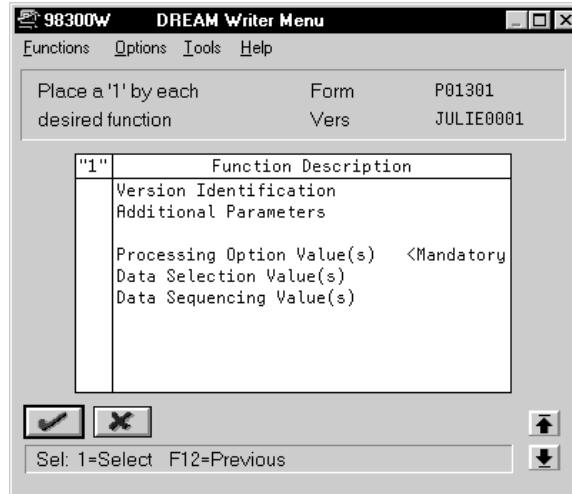 98300W DREAM Writer Menu
Functions Options Tools Help
Place a '1' by each Form P01301
desired function Vers JULIE0001
"1" Function Description
Version Identification
Additional Parameters
Processing Option Value(s) <Mandatory
Data Selection Value(s)
Data Sequencing Value(s)
Sel: 1=Select F12=Previous